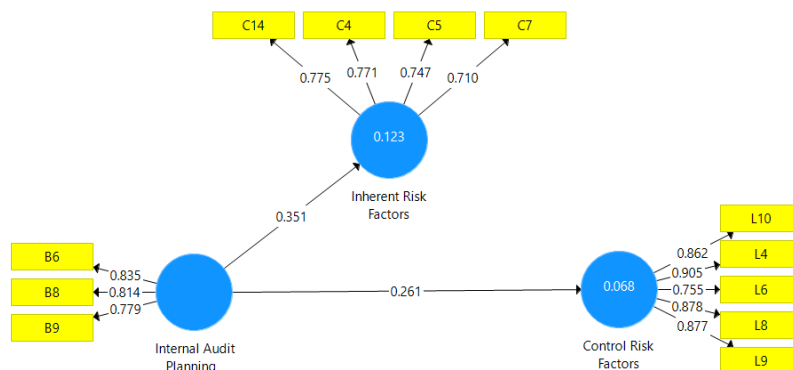 C14
C4
C5
C7
0.775
0.771
0.747
0.710
0.123
Inherent Risk
Factors
0.351
B6
B8
B9
0.835
0.814
0.779
Internal Audit
Planning
0.261
0.068
Control Risk
Factors
0.862
0.905
0.755
0.878
0.877
L10
L4
L6
L8
L9